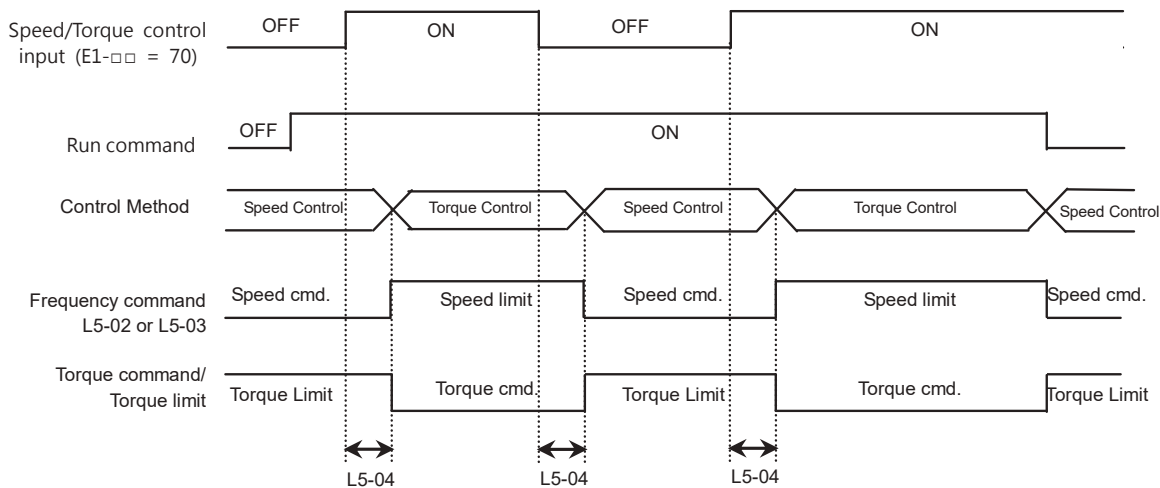 Speed/Torque control
input (E1-□□ = 70)
OFF
ON
OFF
ON
Run command
OFF
ON
Control Method
Speed Control
Torque Control
Speed Control
Torque Control
Speed Control
Frequency command
L5-02 or L5-03
Speed cmd.
Speed limit
Speed cmd.
Speed limit
Speed cmd.
Torque command/
Torque limit
Torque Limit
Torque cmd.
Torque Limit
Torque cmd.
Torque Limit
L5-04
L5-04
L5-04